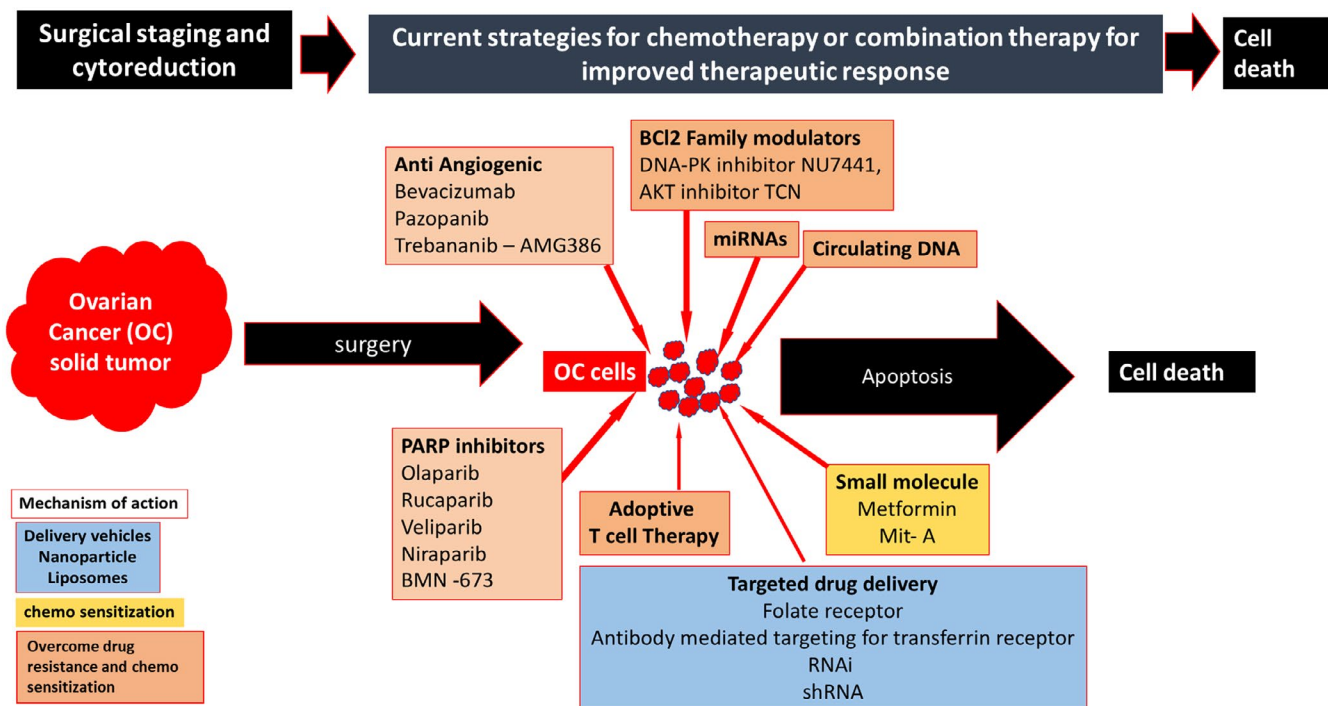 Surgical staging and
cytoreduction
Current strategies for chemotherapy or combination therapy for
improved therapeutic response
Cell
death
Anti Angiogenic
Bevacizumab
Pazopanib
Trebananib – AMG386
BCl2 Family modulators
DNA-PK inhibitor NU7441,
AKT inhibitor TCN
miRNAs
Circulating DNA
Ovarian
Cancer (OC)
solid tumor
surgery
OC cells
Apoptosis
Cell death
PARP inhibitors
Olaparib
Rucaparib
Veliparib
Niraparib
BMN -673
Adoptive
T cell Therapy
Small molecule
Metformin
Mit- A
Targeted drug delivery
Folate receptor
Antibody mediated targeting for transferrin receptor
RNAi
shRNA
Mechanism of action
Delivery vehicles
Nanoparticle
Liposomes
chemo sensitization
Overcome drug
resistance and chemo
sensitization